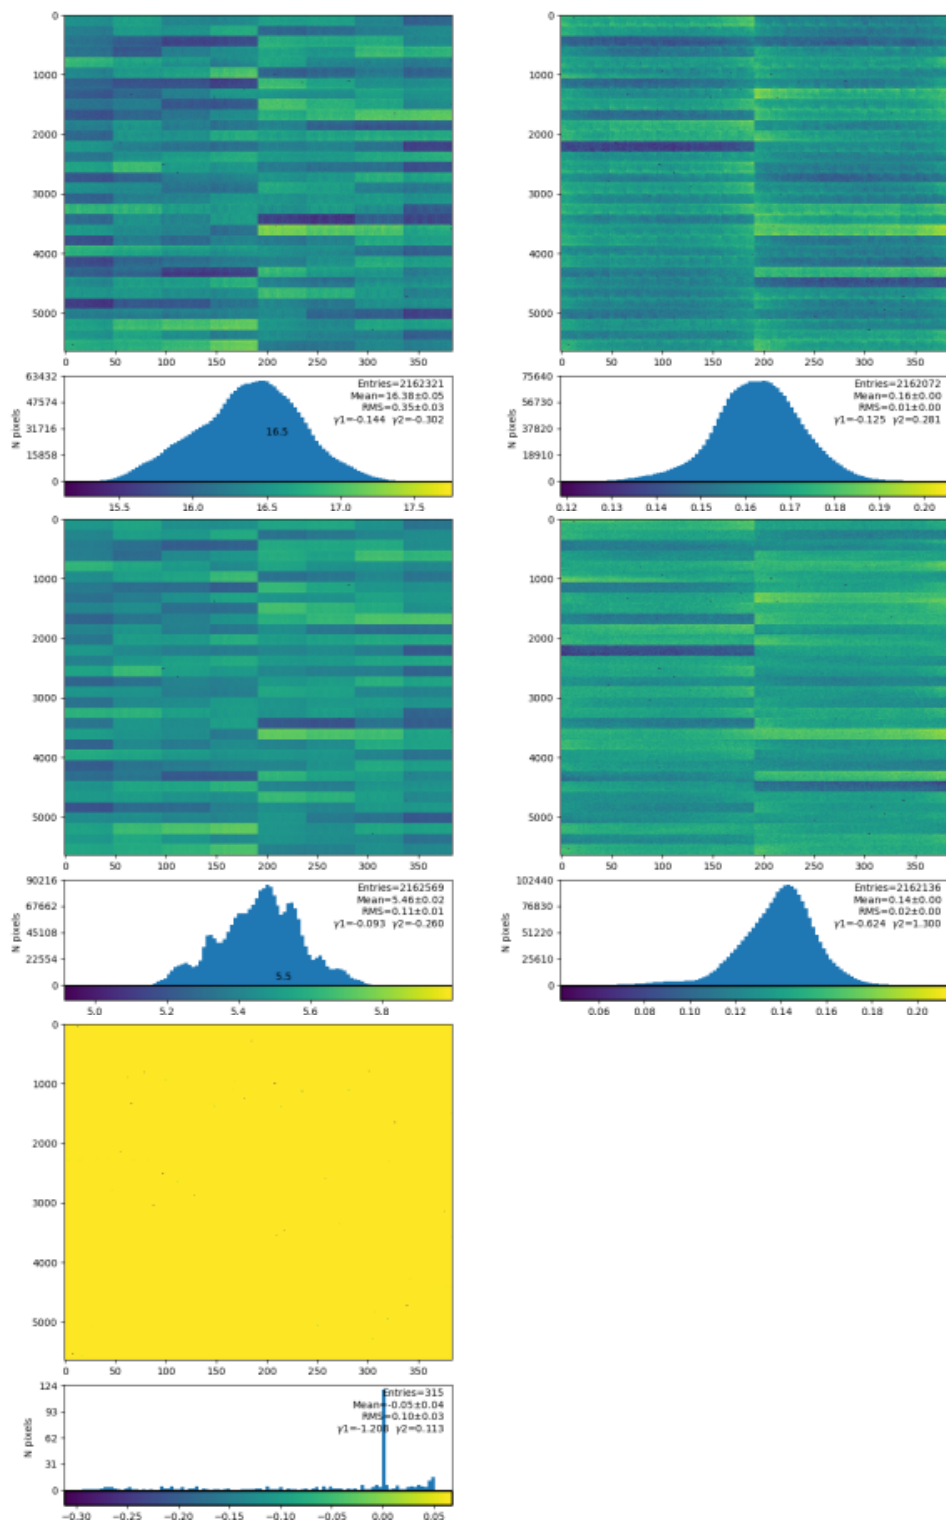 0
1000
2000
3000
4000
5000
0 50 100 150 200 250 300 350
0
1000
2000
3000
4000
5000
0 50 100 150 200 250 300 350
63432
47574
31716
15858
0
N pixels
Entries=2162321
Mean=16.38±0.05
RMS=0.35±0.03
γ1=-0.144 γ2=-0.302
16.5
15.5 16.0 16.5 17.0 17.5
75640
56730
37820
18910
0
N pixels
Entries=2162072
Mean=0.16±0.00
RMS=0.01±0.00
γ1=-0.125 γ2=0.281
0.12 0.13 0.14 0.15 0.16 0.17 0.18 0.19 0.20
0
1000
2000
3000
4000
5000
0 50 100 150 200 250 300 350
0
1000
2000
3000
4000
5000
0 50 100 150 200 250 300 350
90216
67662
45108
22554
0
N pixels
Entries=2162569
Mean=5.46±0.02
RMS=0.11±0.01
γ1=-0.093 γ2=-0.260
5.5
5.0 5.2 5.4 5.6 5.8
102440
76830
51220
25610
0
N pixels
Entries=2162136
Mean=0.14±0.00
RMS=0.02±0.00
γ1=-0.624 γ2=1.300
0.06 0.08 0.10 0.12 0.14 0.16 0.18 0.20
0
1000
2000
3000
4000
5000
0 50 100 150 200 250 300 350
124
93
62
31
0
N pixels
Entries=315
Mean=-0.05±0.04
RMS=0.10±0.03
γ1=-1.208 γ2=0.113
−0.30 −0.25 −0.20 −0.15 −0.10 −0.05 0.00 0.05